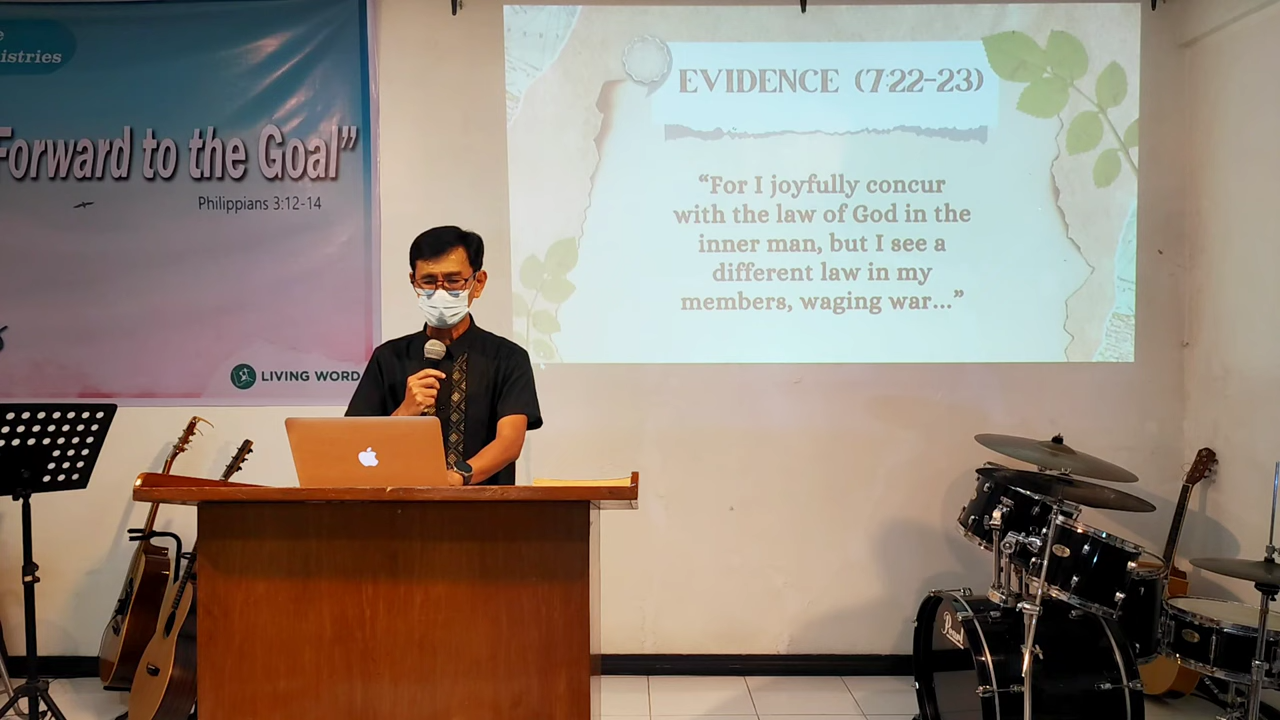 istries
Forward to the Goal”
Philippians 3:12-14
LIVING WORD
EVIDENCE (7:22-23)
“For I joyfully concur
with the law of God in the
inner man, but I see a
different law in my
members, waging war...”
Pearl